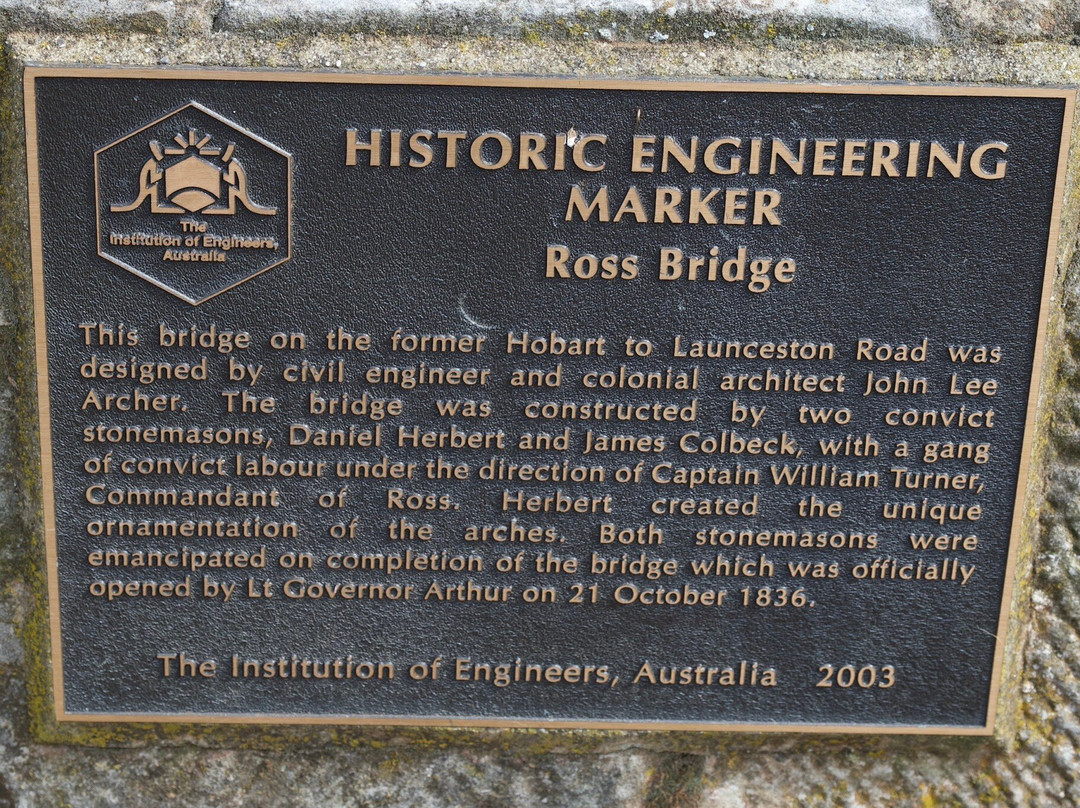 The
Institution of Engineers,
Australia
HISTORIC ENGINEERING
MARKER
Ross Bridge
This bridge on the former Hobart to Launceston Road was
designed by civil engineer and colonial architect John Lee
Archer. The bridge was constructed by two convict
stonemasons, Daniel Herbert and James Colbeck, with a gang
of convict labour under the direction of Captain William Turner,
Commandant of Ross. Herbert created the unique
ornamentation of the arches. Both stonemasons were
emancipated on completion of the bridge which was officially
opened by Lt Governor Arthur on 21 October 1836.
The Institution of Engineers, Australia 2003